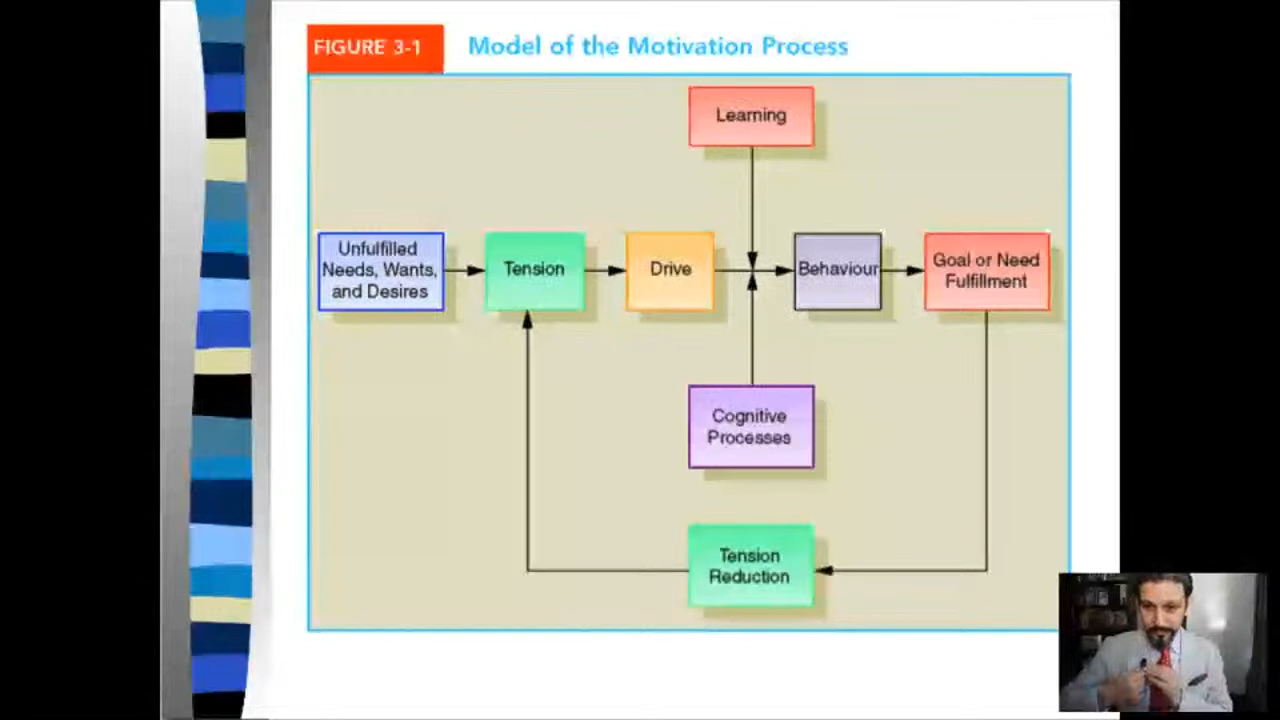 FIGURE 3-1
Model of the Motivation Process
Learning
Unfulfilled
Needs, Wants,
and Desires
Tension
Drive
Behaviour
Goal or Need
Fulfillment
Cognitive
Processes
Tension
Reduction